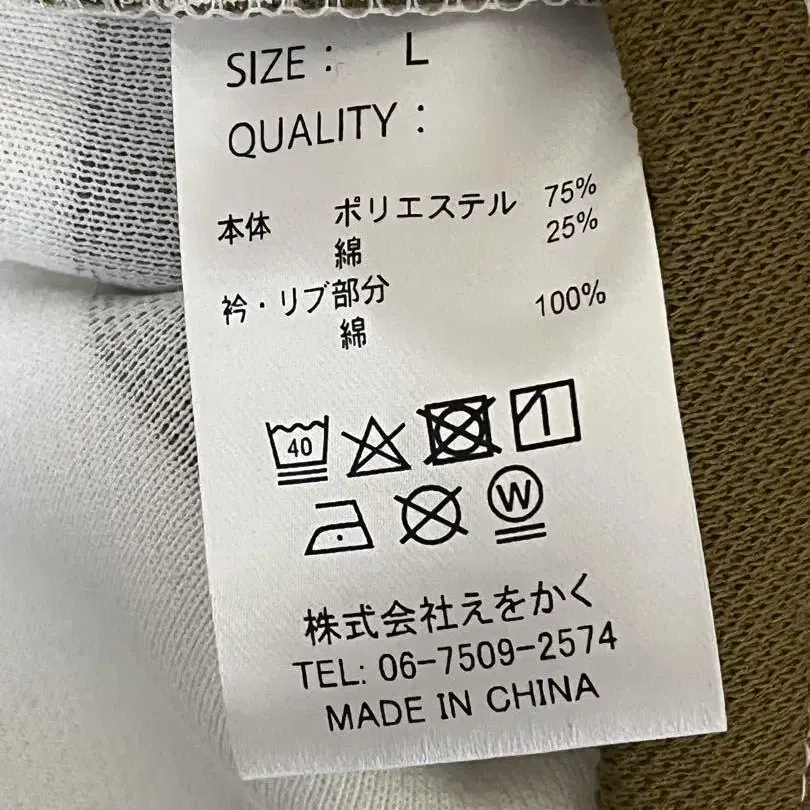 SIZE： L
QUALITY：
本体 ポリエステル 75%
綿 25%
衿・リブ部分
綿 100%
40
W
株式会社えをかく
TEL: 06-7509-2574
MADE IN CHINA